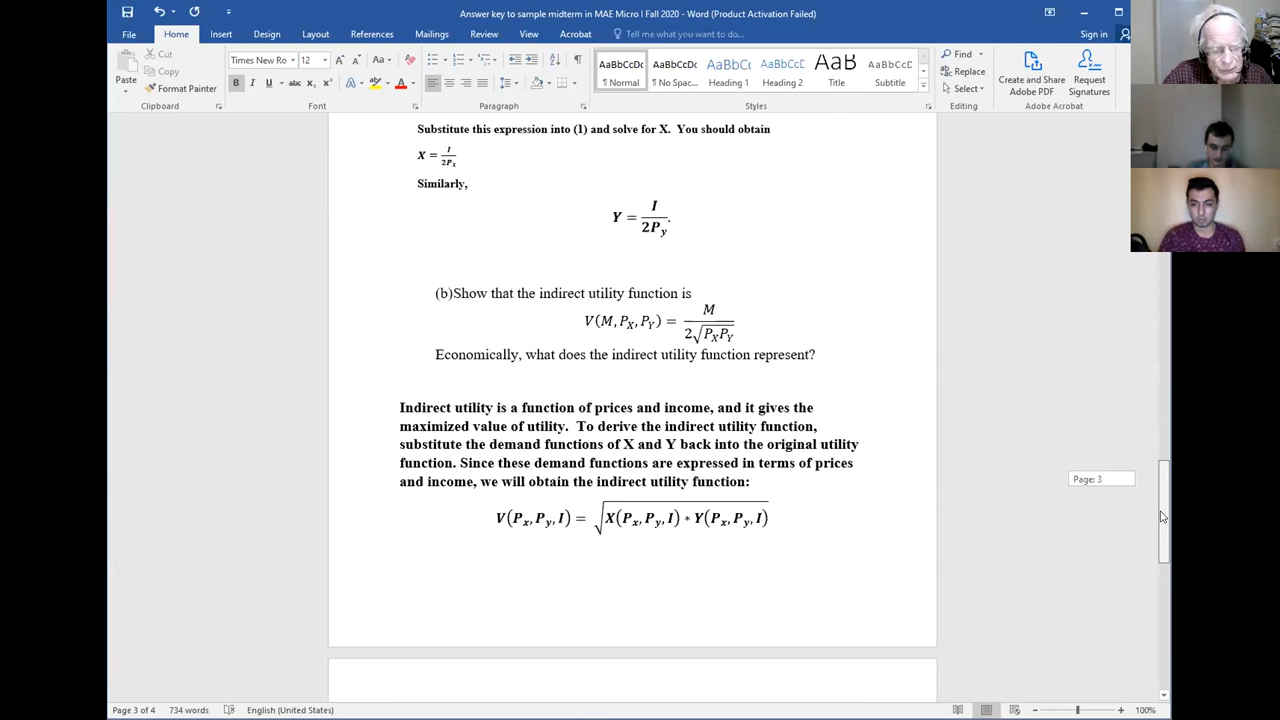 Answer key to sample midterm in MAE Micro I Fall 2020 - Word (Product Activation Failed)
File Home Insert Design Layout References Mailings Review View Acrobat Tell me what you want to do... Sign in
Paste Cut Copy Format Painter
Times New Ro 12
AaBbCcDc AaBbCcDc AaBbCc AaBbCcD AaB AaBbCcC
¶ Normal ¶ No Spac... Heading 1 Heading 2 Title Subtitle
Find Replace Select
Create and Share Adobe PDF Request Signatures
Clipboard Font Paragraph Styles Editing Adobe Acrobat
Substitute this expression into (1) and solve for X. You should obtain
X = I / 2Pₓ
Similarly,
Y = I / 2P_y.
(b)Show that the indirect utility function is
V(M, P_X, P_Y) = M / 2√(P_X P_Y)
Economically, what does the indirect utility function represent?
Indirect utility is a function of prices and income, and it gives the
maximized value of utility. To derive the indirect utility function,
substitute the demand functions of X and Y back into the original utility
function. Since these demand functions are expressed in terms of prices
and income, we will obtain the indirect utility function:
V(Pₓ, P_y, I) = √(X(Pₓ, P_y, I) * Y(Pₓ, P_y, I))
Page: 3
Page 3 of 4 734 words English (United States) 100%